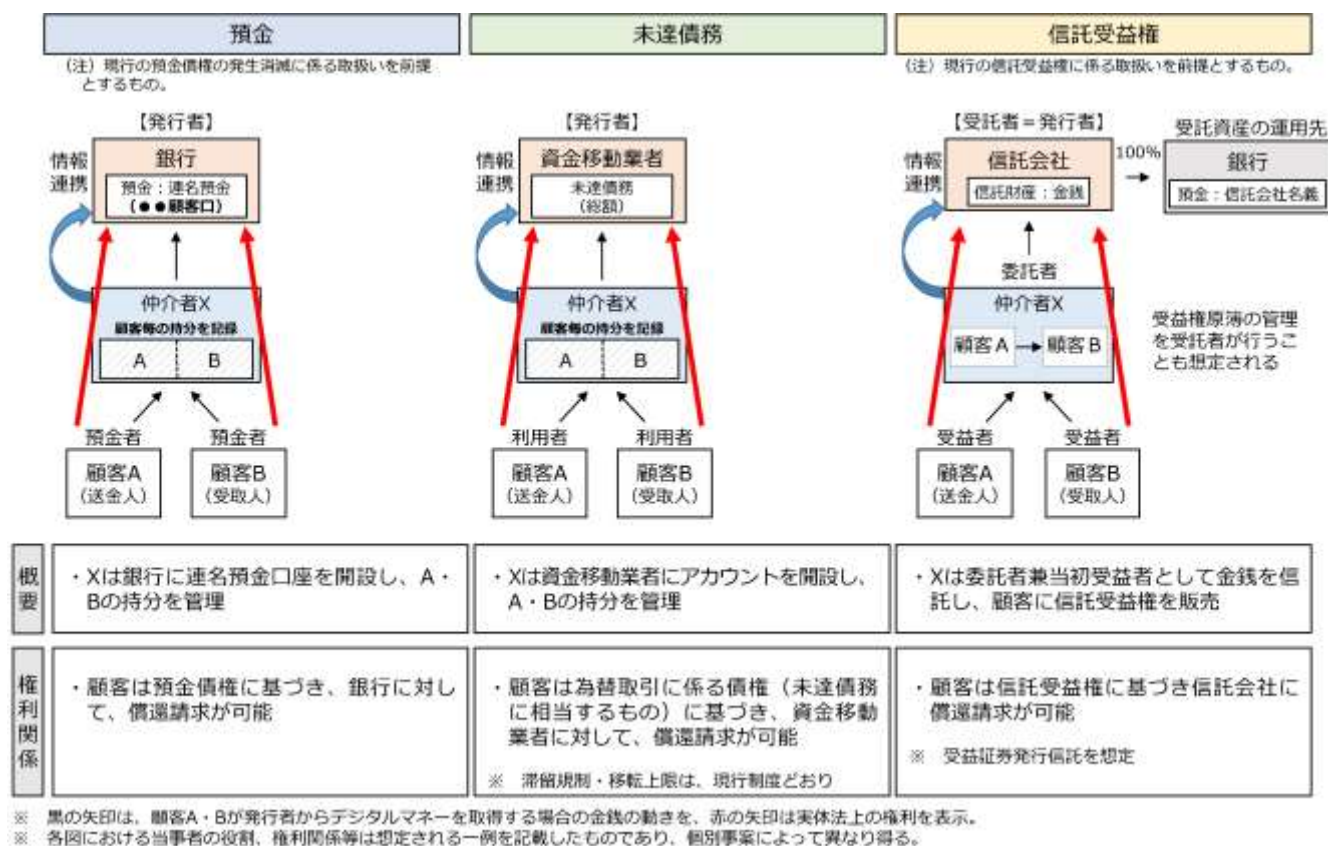 預金
（注）現行の預金債権の発生消滅に係る取扱いを前提
とするもの。
【発行者】
情報
連携
銀行
預金：連名預金
（●●顧客口）
仲介者X
顧客毎の持分を記録
A
B
預金者
預金者
顧客A
（送金人）
顧客B
（受取人）
未達債務
【発行者】
情報
連携
資金移動業者
未達債務
（総額）
仲介者X
顧客毎の持分を記録
A
B
利用者
利用者
顧客A
（送金人）
顧客B
（受取人）
信託受益権
（注）現行の信託受益権に係る取扱いを前提とするもの。
【受託者＝発行者】
受託資産の運用先
情報
連携
信託会社
信託財産：金銭
100%
銀行
預金：信託会社名義
委託者
仲介者X
顧客A
顧客B
受益権原簿の管理
を受託者が行うこ
とも想定される
受益者
受益者
顧客A
（送金人）
顧客B
（受取人）
概要
・Xは銀行に連名預金口座を開設し、A・
Bの持分を管理
・Xは資金移動業者にアカウントを開設し、
A・Bの持分を管理
・Xは委託者兼当初受益者として金銭を信
託し、顧客に信託受益権を販売
権利関係
・顧客は預金債権に基づき、銀行に対し
て、償還請求が可能
・顧客は為替取引に係る債権（未達債務
に相当するもの）に基づき、資金移動
業者に対して、償還請求が可能
※ 滞留規制・移転上限は、現行制度どおり
・顧客は信託受益権に基づき信託会社に
償還請求が可能
※ 受益証券発行信託を想定
※ 黒の矢印は、顧客A・Bが発行者からデジタルマネーを取得する場合の金銭の動きを、赤の矢印は実体法上の権利を表示。
※ 各図における当事者の役割、権利関係等は想定される一例を記載したものであり、個別事案によって異なり得る。